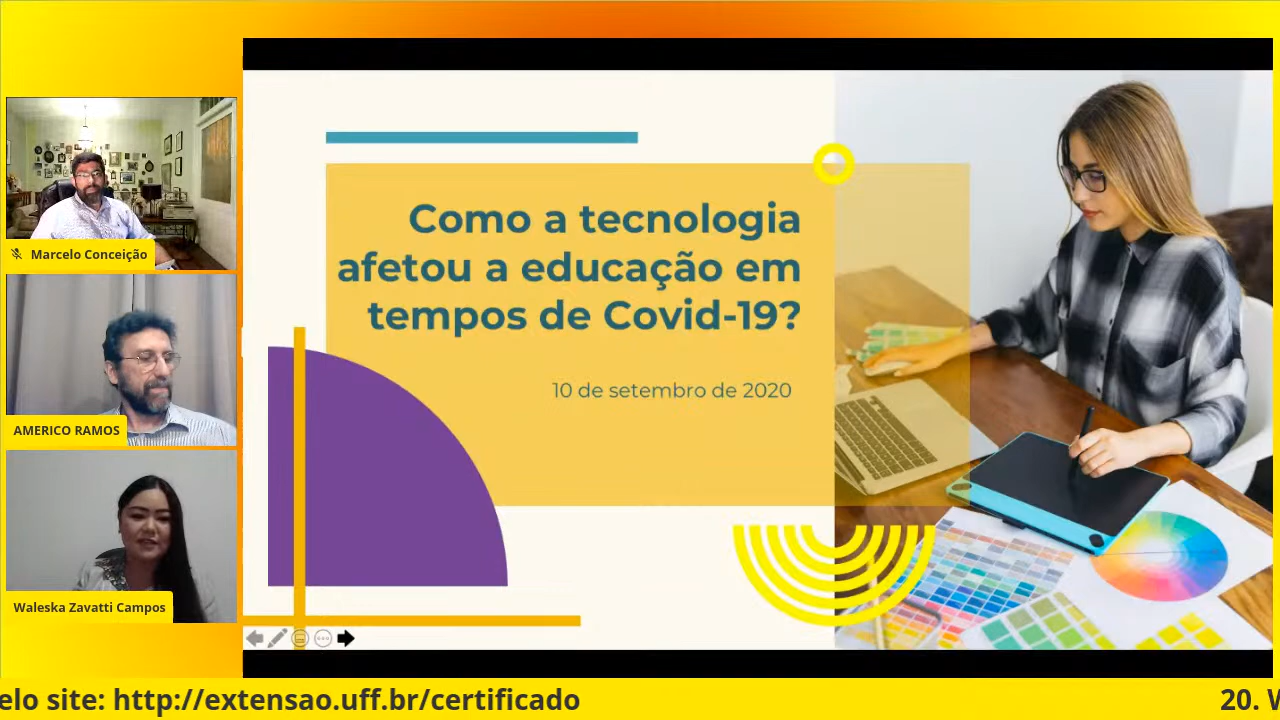 Marcelo Conceição
AMERICO RAMOS
Waleska Zavatti Campos
Como a tecnologia
afetou a educação em
tempos de Covid-19?
10 de setembro de 2020
elo site: http://extensao.uff.br/certificado
20. W